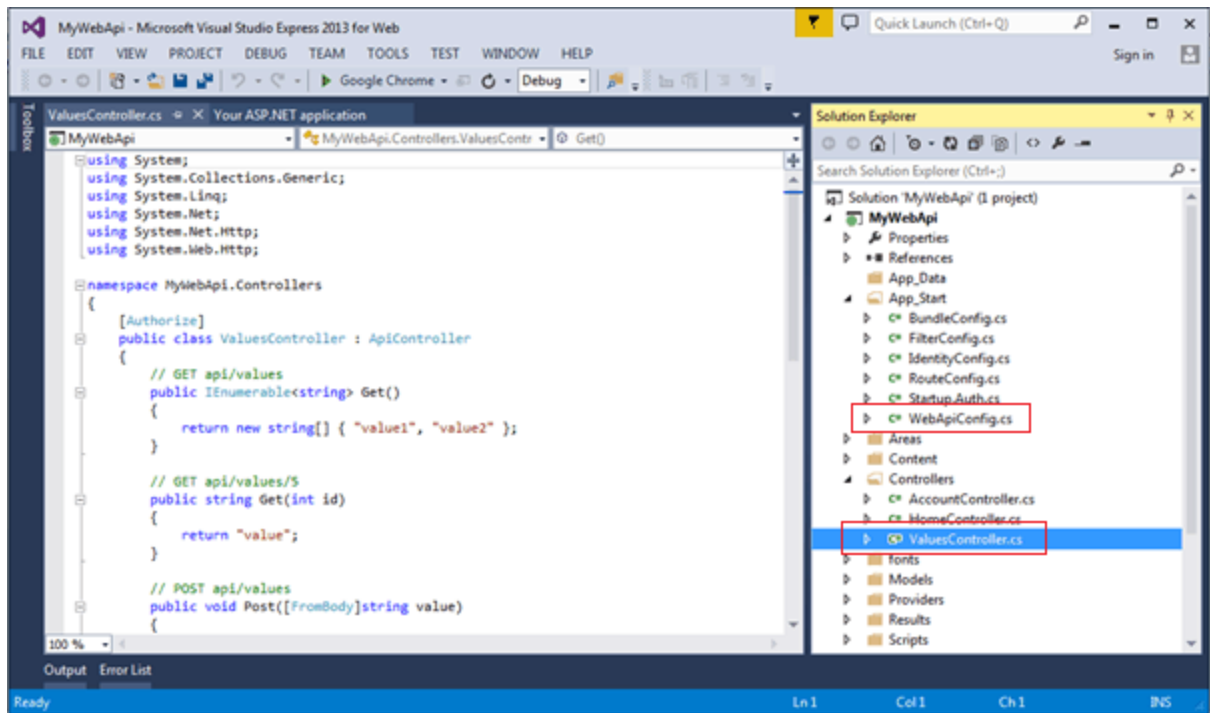 MyWebApi - Microsoft Visual Studio Express 2013 for Web
Quick Launch (Ctrl+Q)
FILE EDIT VIEW PROJECT DEBUG TEAM TOOLS TEST WINDOW HELP
Sign in
Google Chrome
Debug
Toolbox
ValuesController.cs
Your ASP.NET application
MyWebApi
MyWebApi.Controllers.ValuesContr
Get()
using System;
using System.Collections.Generic;
using System.Linq;
using System.Net;
using System.Net.Http;
using System.Web.Http;
namespace MyWebApi.Controllers
{
[Authorize]
public class ValuesController : ApiController
{
// GET api/values
public IEnumerable<string> Get()
{
return new string[] { "value1", "value2" };
}
// GET api/values/5
public string Get(int id)
{
return "value";
}
// POST api/values
public void Post([FromBody]string value)
{
100 %
Solution Explorer
Search Solution Explorer (Ctrl+;)
Solution 'MyWebApi' (1 project)
MyWebApi
Properties
References
App_Data
App_Start
C# BundleConfig.cs
C# FilterConfig.cs
C# IdentityConfig.cs
C# RouteConfig.cs
C# Startup.Auth.cs
C# WebApiConfig.cs
Areas
Content
Controllers
C# AccountController.cs
C# HomeController.cs
C# ValuesController.cs
fonts
Models
Providers
Results
Scripts
Output Error List
Ready
Ln 1 Col 1 Ch 1 INS